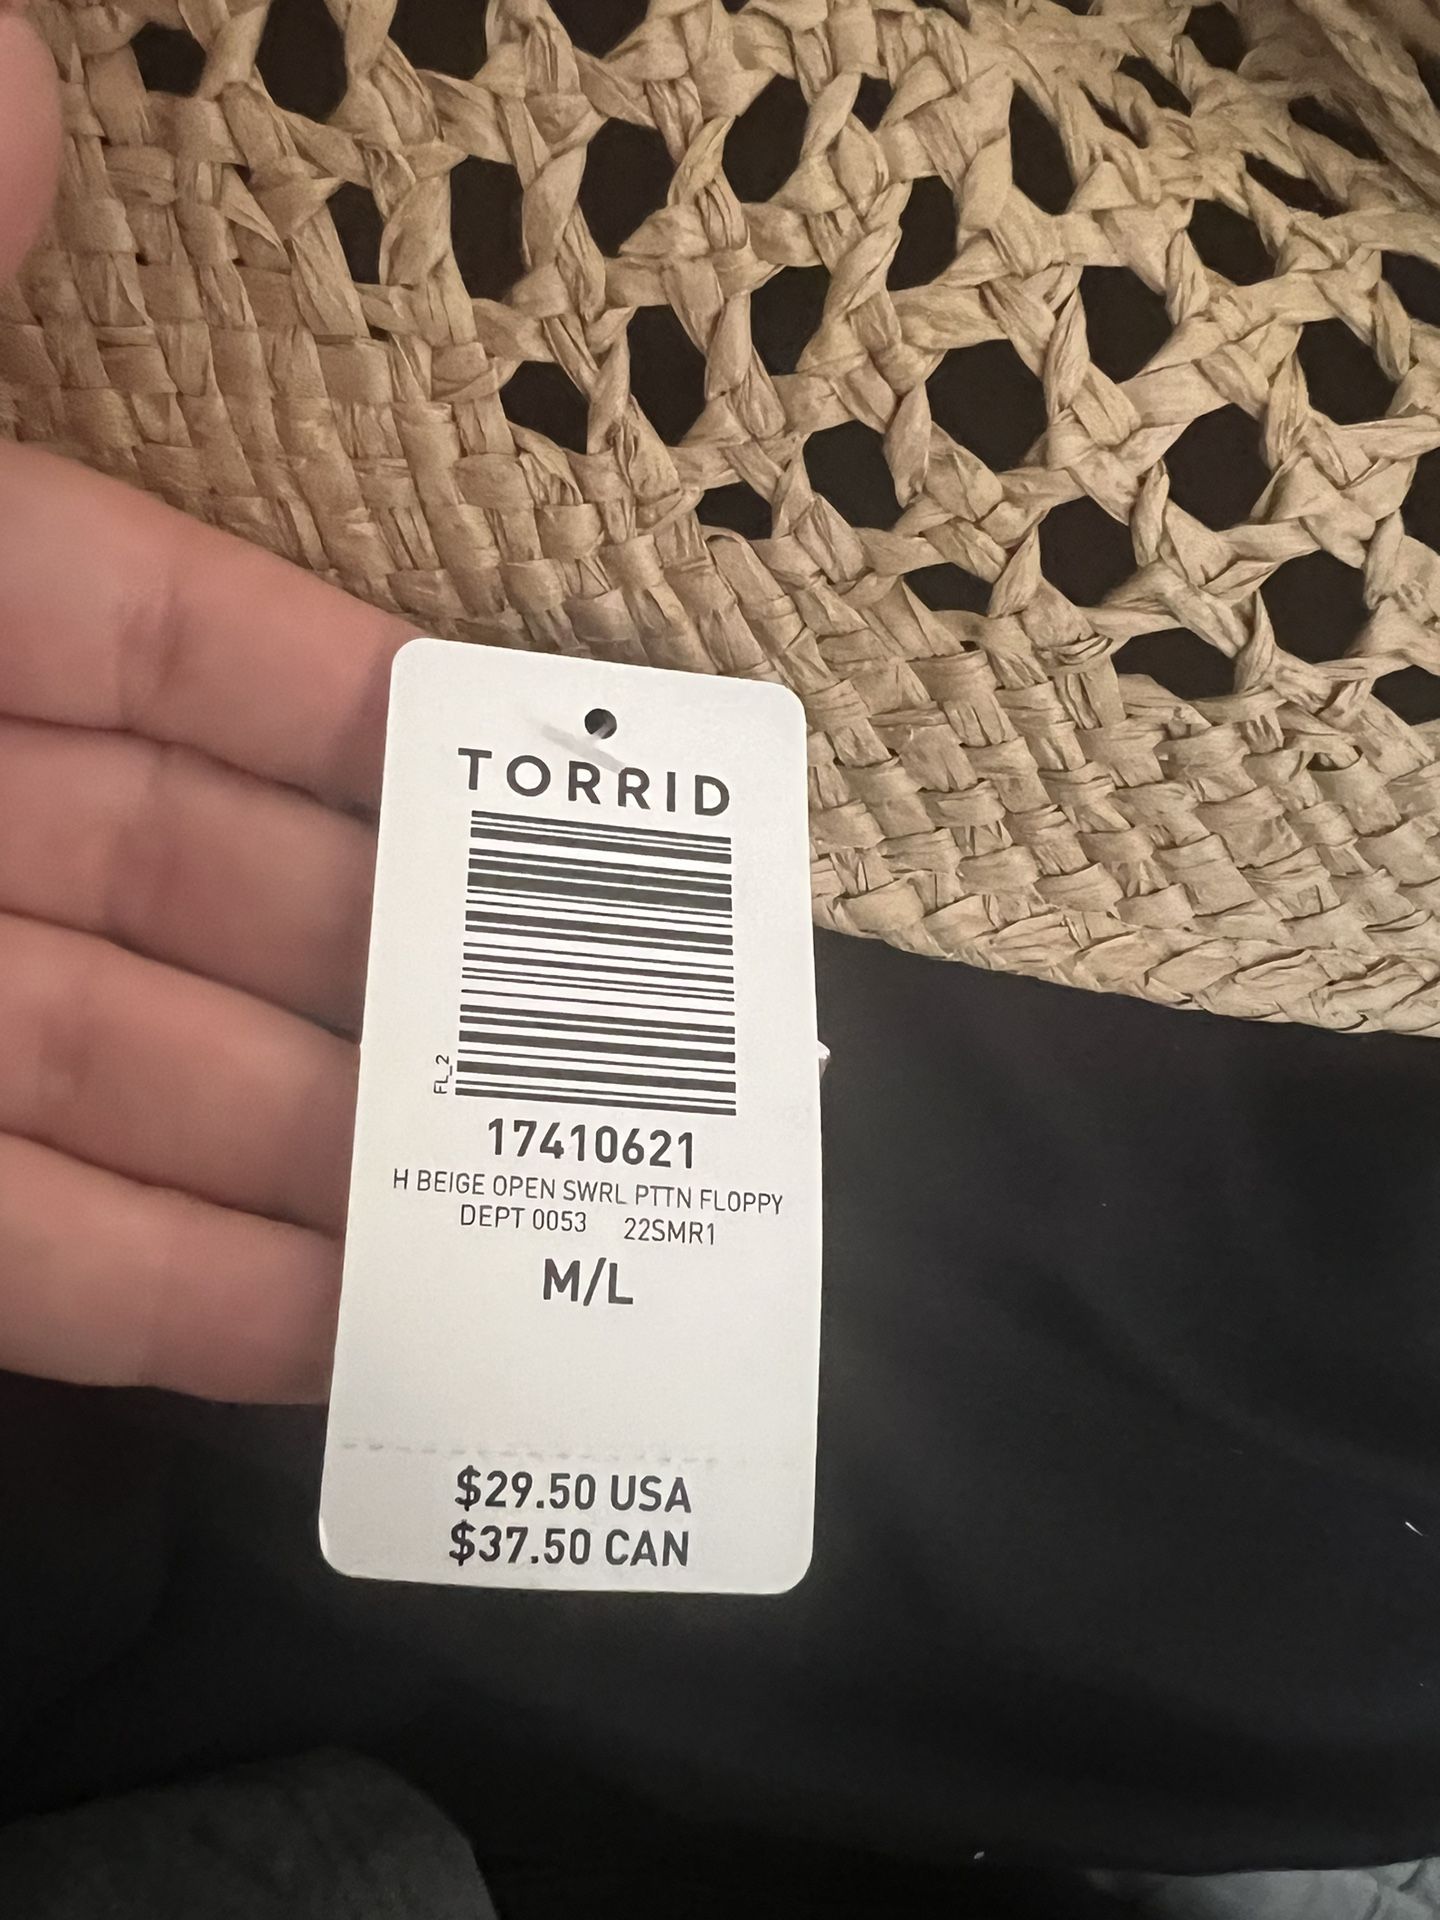 TORRID
FL_2
17410621
H BEIGE OPEN SWRL PTTN FLOPPY
DEPT 0053 22SMR1
M/L
$29.50 USA
$37.50 CAN